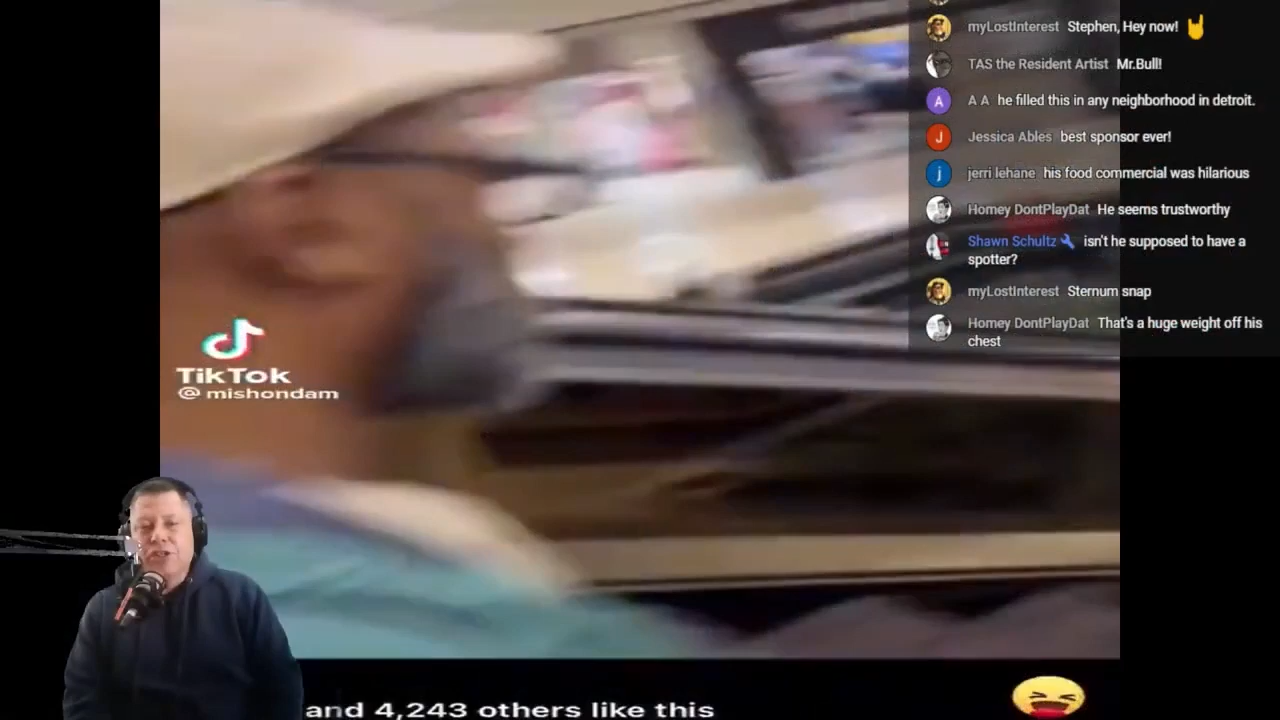 myLostInterest Stephen, Hey now! 🤘
TAS the Resident Artist Mr.Bull!
A A A he filled this in any neighborhood in detroit.
J Jessica Ables best sponsor ever!
j jerri lehane his food commercial was hilarious
Homey DontPlayDat He seems trustworthy
Shawn Schultz isn't he supposed to have a
spotter?
myLostInterest Sternum snap
Homey DontPlayDat That's a huge weight off his
chest
TikTok
@mishondam
and 4,243 others like this